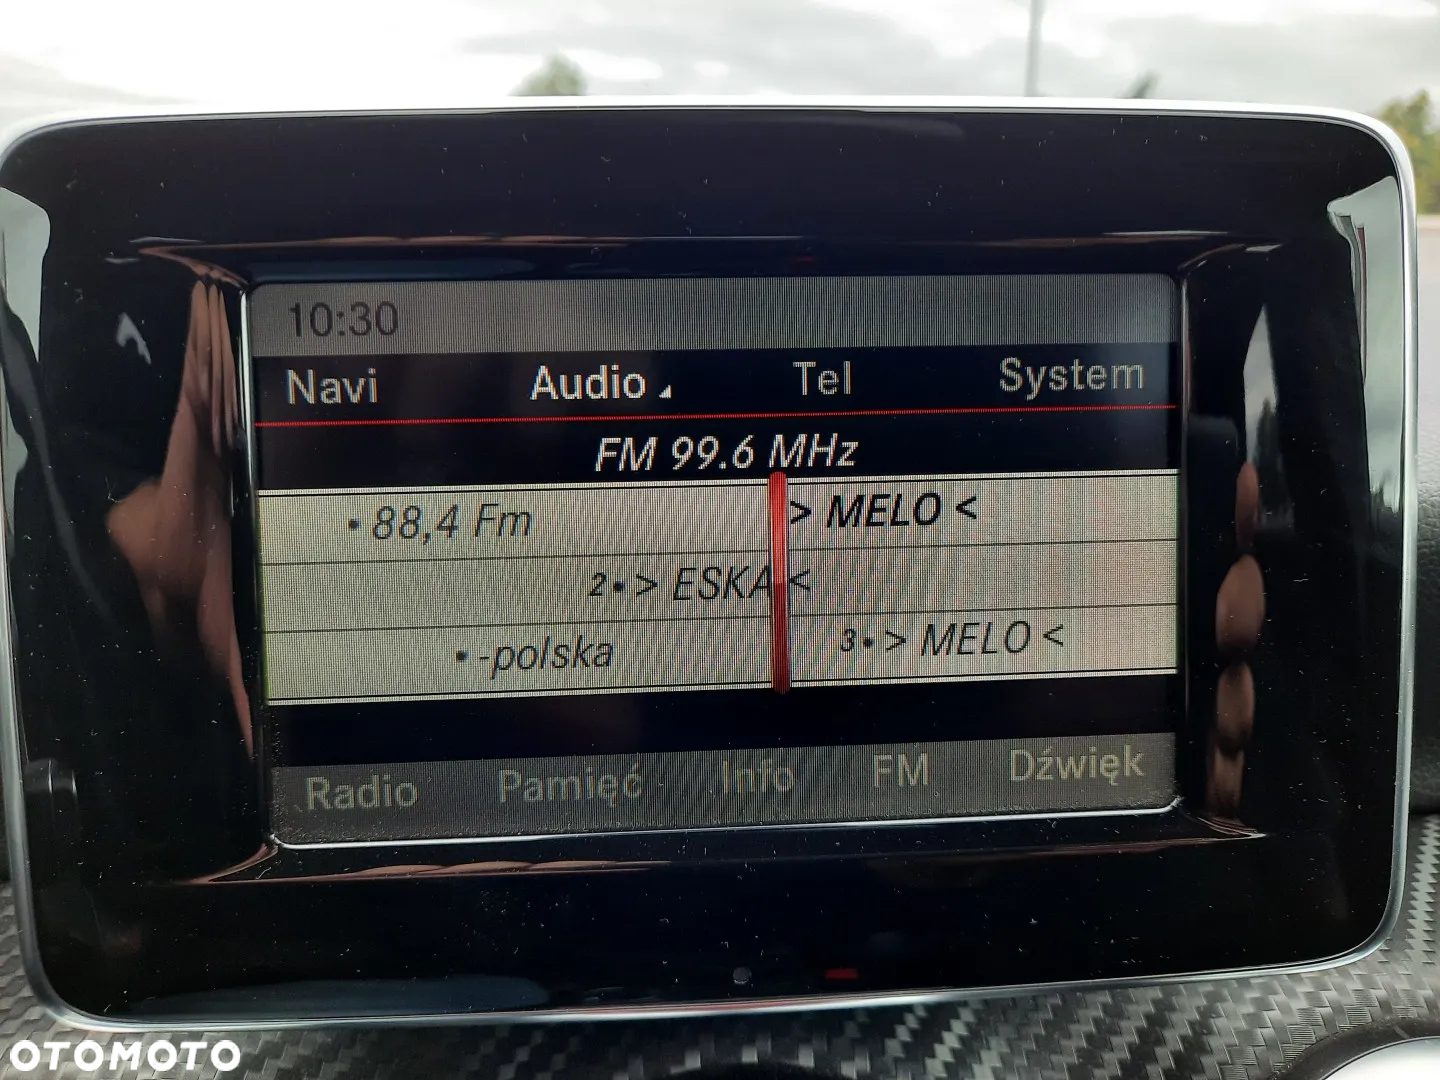 10:30
Navi Audio Tel System
FM 99.6 MHz
• 88,4 Fm > MELO <
2•> ESKA <
• -polska 3•> MELO <
Radio Pamięć Info FM Dźwięk
OTOMOTO